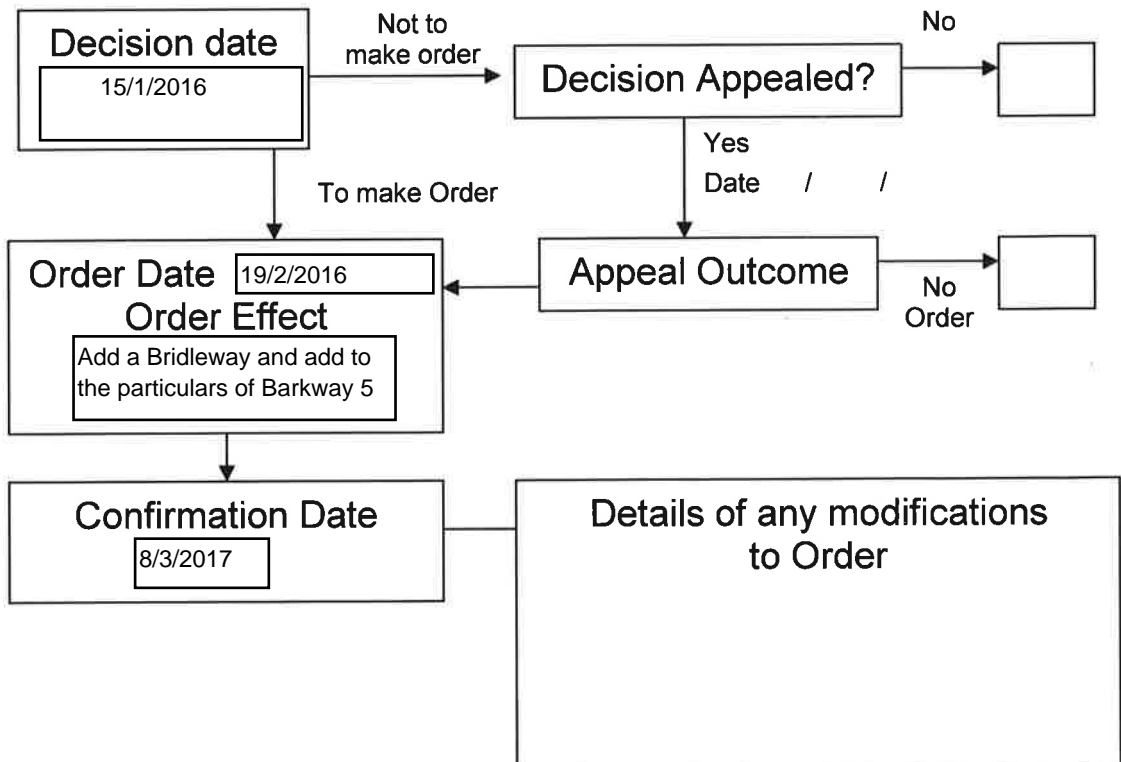 Decision date
15/1/2016
Not to
make order
Decision Appealed?
No
Yes
Date / /
To make Order
Order Date 19/2/2016
Order Effect
Add a Bridleway and add to
the particulars of Barkway 5
Appeal Outcome
No
Order
Confirmation Date
8/3/2017
Details of any modifications
to Order